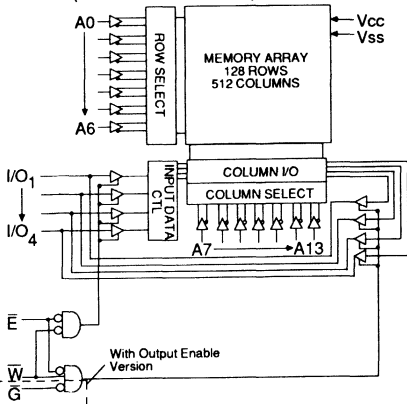 A0
A6
ROW SELECT
MEMORY ARRAY
128 ROWS
512 COLUMNS
Vcc
Vss
I/O1
I/O4
INPUT DATA
CTL
COLUMN I/O
COLUMN SELECT
A7
A13
E
W
G
With Output Enable
Version